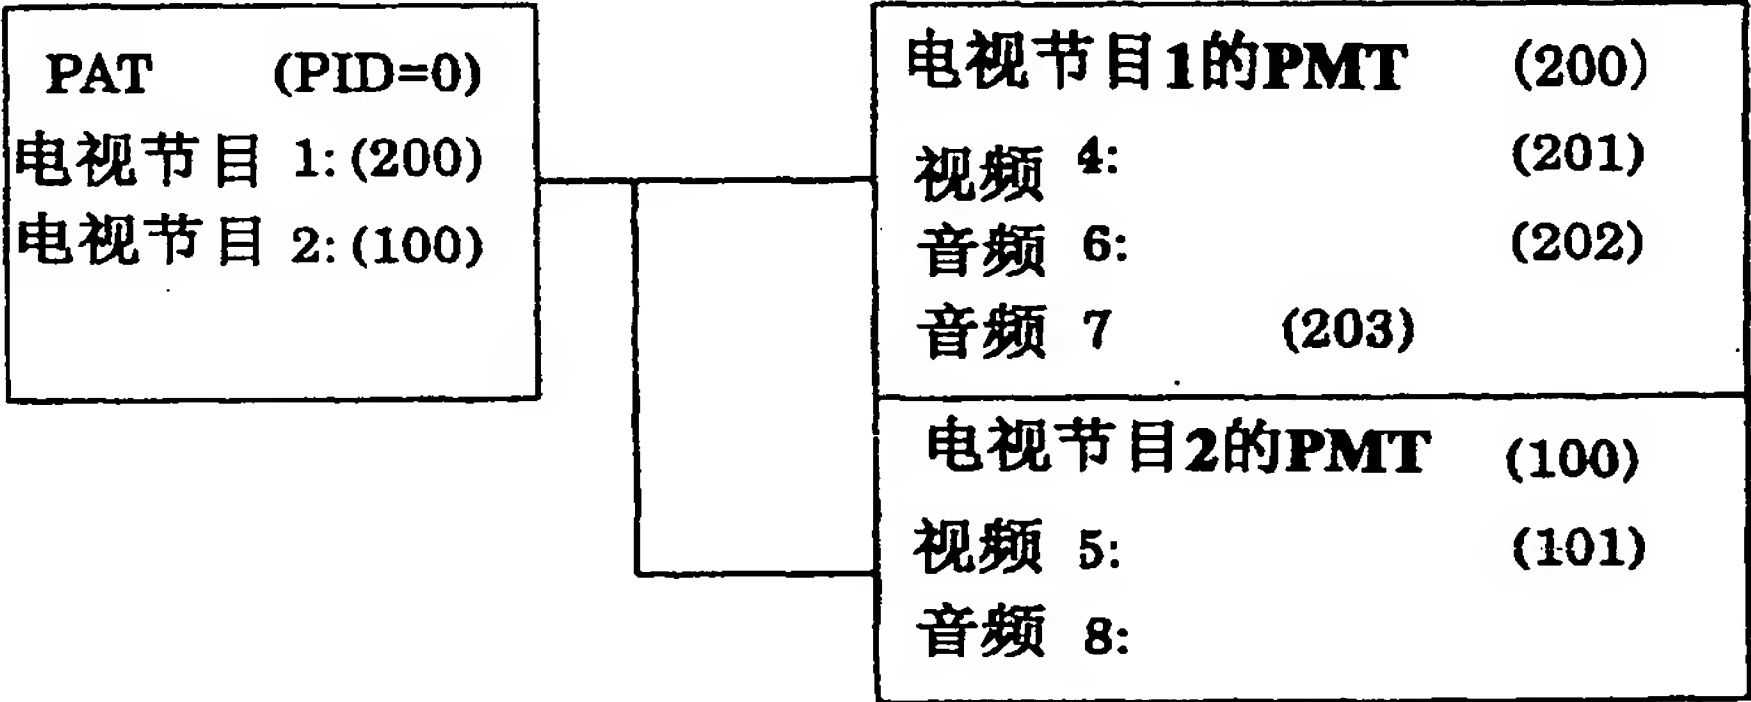 PAT (PID=0)
电视节目 1: (200)
电视节目 2: (100)
电视节目1的PMT (200)
视频 4: (201)
音频 6: (202)
音频 7 (203)
电视节目2的PMT (100)
视频 5: (101)
音频 8: